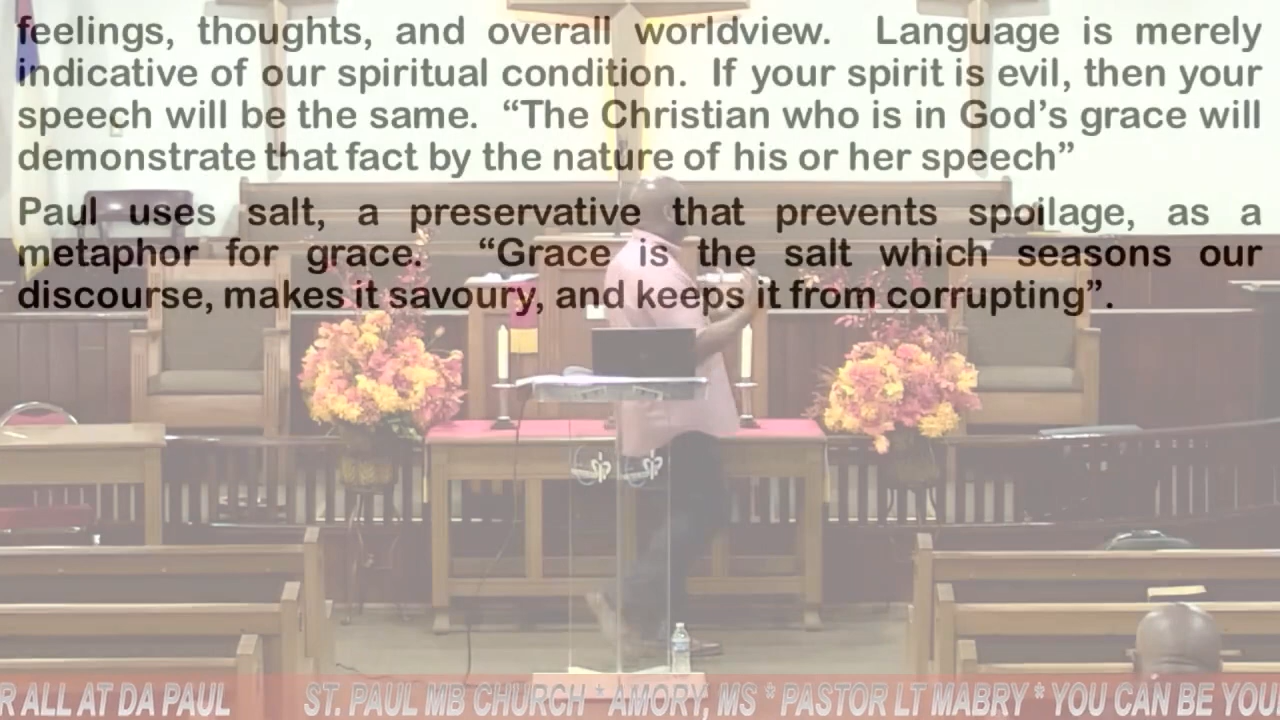 feelings, thoughts, and overall worldview. Language is merely
indicative of our spiritual condition. If your spirit is evil, then your
speech will be the same. “The Christian who is in God’s grace will
demonstrate that fact by the nature of his or her speech”
Paul uses salt, a preservative that prevents spoilage, as a
metaphor for grace. “Grace is the salt which seasons our
discourse, makes it savoury, and keeps it from corrupting”.
R ALL AT DA PAUL ST. PAUL MB CHURCH * AMORY, MS * PASTOR LT MABRY * YOU CAN BE YOU